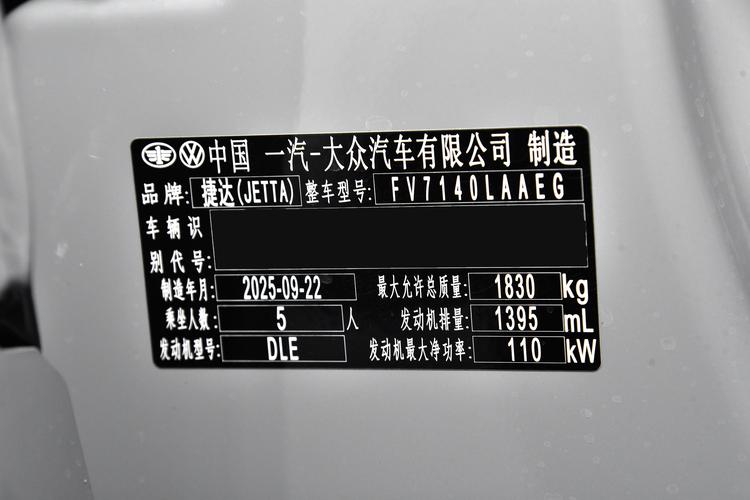 中国 一汽-大众汽车有限公司 制造
品牌: 捷达(JETTA) 整车型号: FV7140LAAEG
车辆识
别代号:
制造年月: 2025-09-22 最大允许总质量: 1830 kg
乘坐人数: 5 人 发动机排量: 1395 mL
发动机型号: DLE 发动机最大净功率: 110 kW